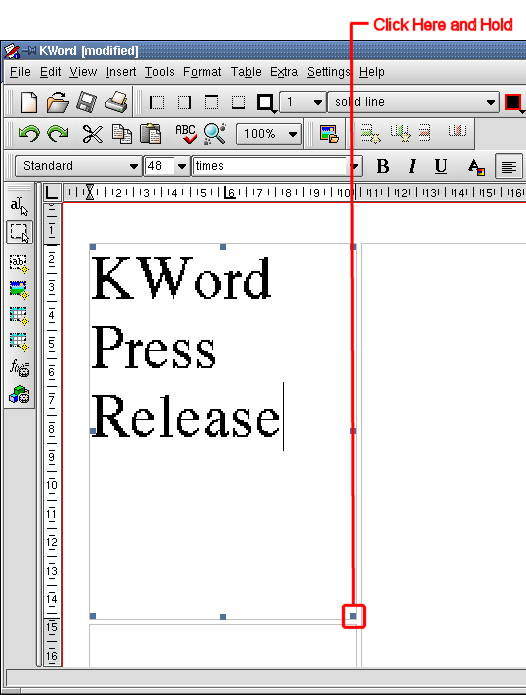 Click Here and Hold
KWord [modified]
File Edit View Insert Tools Format Table Extra Settings Help
1 solid line
ABC 100%
Standard 48 times B I U A
L 1 2 3 4 5 6 7 8 9 10 11 12 13 14 15 16
1
2
3
4
5
6
7
8
9
10
11
12
13
14
15
16
KWord
Press
Release